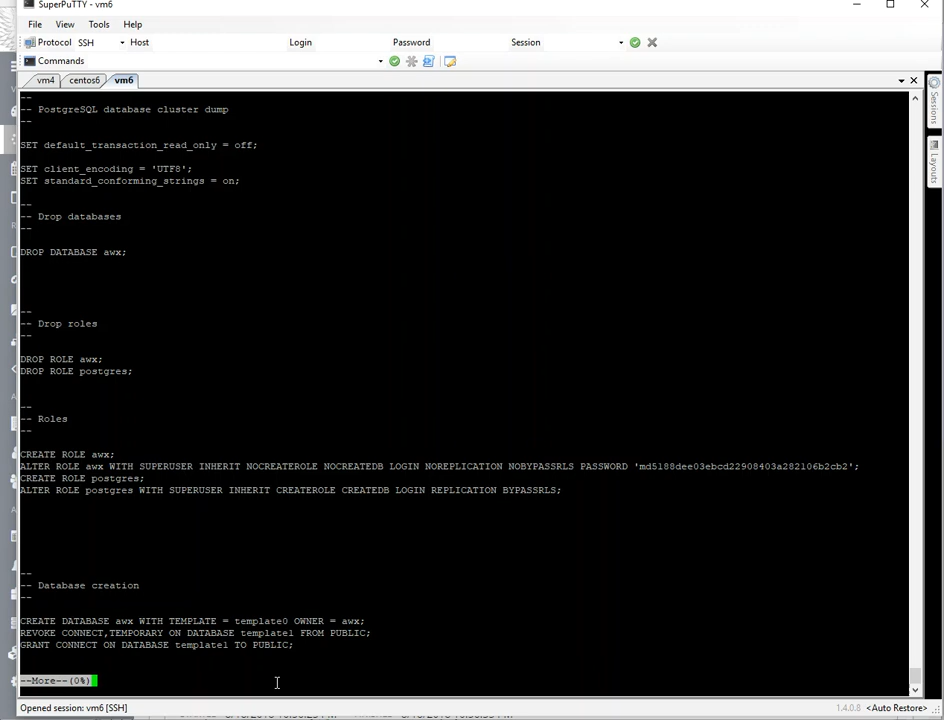 SuperPuTTY - vm6
File View Tools Help
Protocol SSH Host Login Password Session
Commands
vm4 centos6 vm6
Sessions
Layouts
--
-- PostgreSQL database cluster dump
--
SET default_transaction_read_only = off;
SET client_encoding = 'UTF8';
SET standard_conforming_strings = on;
--
-- Drop databases
--
DROP DATABASE awx;
--
-- Drop roles
--
DROP ROLE awx;
DROP ROLE postgres;
--
-- Roles
--
CREATE ROLE awx;
ALTER ROLE awx WITH SUPERUSER INHERIT NOCREATEROLE NOCREATEDB LOGIN NOREPLICATION NOBYPASSRLS PASSWORD 'md5188dee03ebcd22908403a282106b2cb2';
CREATE ROLE postgres;
ALTER ROLE postgres WITH SUPERUSER INHERIT CREATEROLE CREATEDB LOGIN REPLICATION BYPASSRLS;
--
-- Database creation
--
CREATE DATABASE awx WITH TEMPLATE = template0 OWNER = awx;
REVOKE CONNECT,TEMPORARY ON DATABASE template1 FROM PUBLIC;
GRANT CONNECT ON DATABASE template1 TO PUBLIC;
--More--(0%)
Opened session: vm6 [SSH] 1.4.0.8 <Auto Restore>